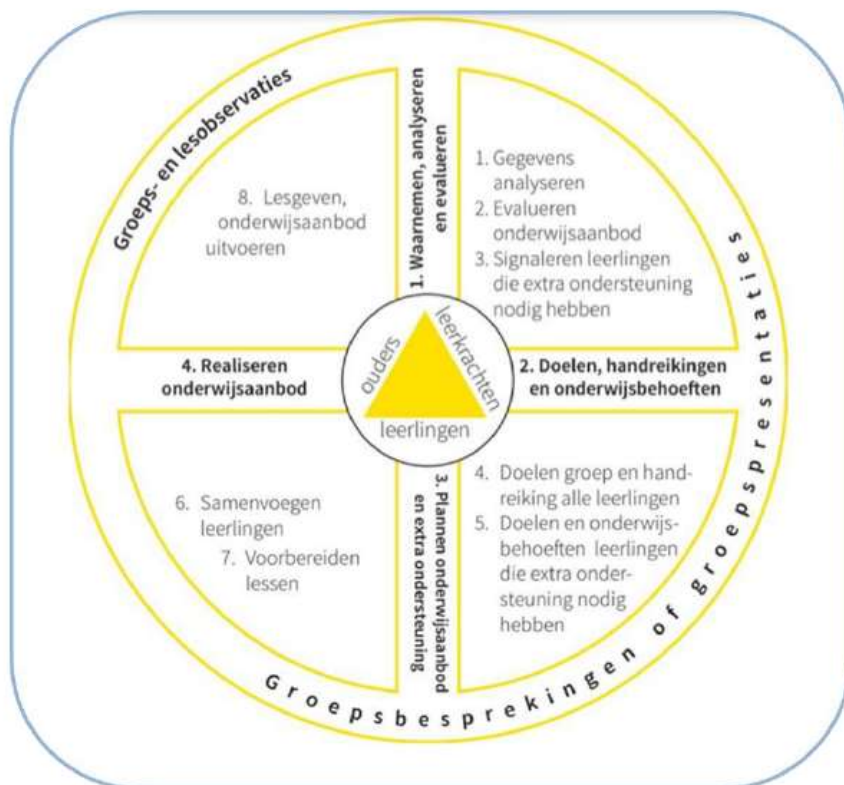 Groeps- en lesobservaties
1. Waarnemen, analyseren
en evalueren
1. Gegevens
analyseren
2. Evalueren
onderwijsaanbod
3. Signaleren leerlingen
die extra ondersteuning
nodig hebben
8. Lesgeven,
onderwijsaanbod
uitvoeren
4. Realiseren
onderwijsaanbod
ouders
leerkrachten
leerlingen
2. Doelen, handreikingen
en onderwijsbehoeften
4. Doelen groep en hand-
reiking alle leerlingen
5. Doelen en onderwijs-
behoeften leerlingen
die extra onder-
steuning nodig
hebben
3. Plannen onderwijsaanbod
en extra ondersteuning
6. Samenvoegen
leerlingen
7. Voorbereiden
lessen
Groepsbesprekingen of groepspresentaties